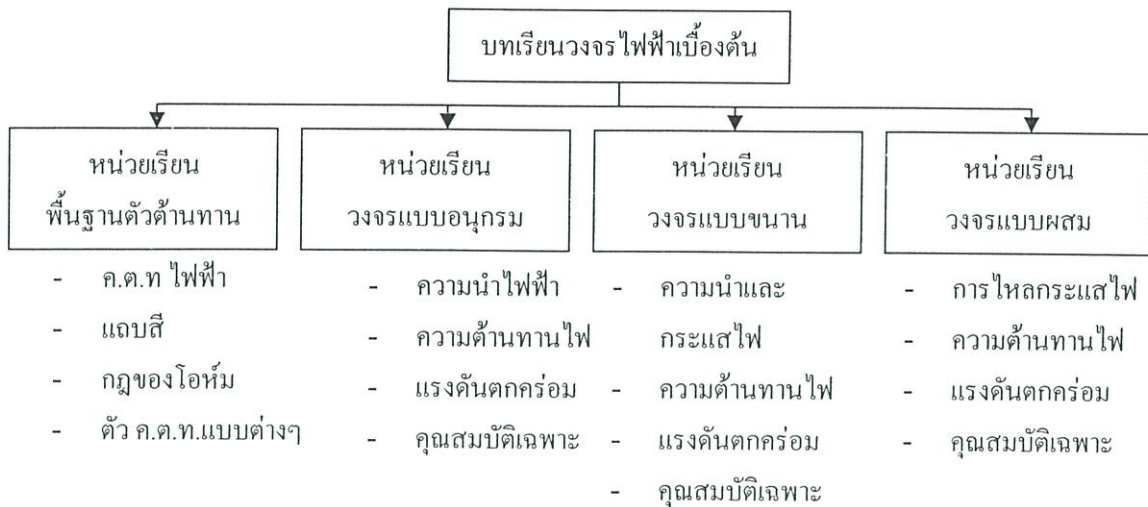 บทเรียนวงจรไฟฟ้าเบื้องต้น
หน่วยเรียน
พื้นฐานตัวต้านทาน
- ค.ต.ท ไฟฟ้า
- แถบสี
- กฎของโอห์ม
- ตัว ค.ต.ท.แบบต่างๆ
หน่วยเรียน
วงจรแบบอนุกรม
- ความนำไฟฟ้า
- ความต้านทานไฟ
- แรงดันตกคร่อม
- คุณสมบัติเฉพาะ
หน่วยเรียน
วงจรแบบขนาน
- ความนำและ
กระแสไฟ
- ความต้านทานไฟ
- แรงดันตกคร่อม
- คุณสมบัติเฉพาะ
หน่วยเรียน
วงจรแบบผสม
- การไหลกระแสไฟ
- ความต้านทานไฟ
- แรงดันตกคร่อม
- คุณสมบัติเฉพาะ